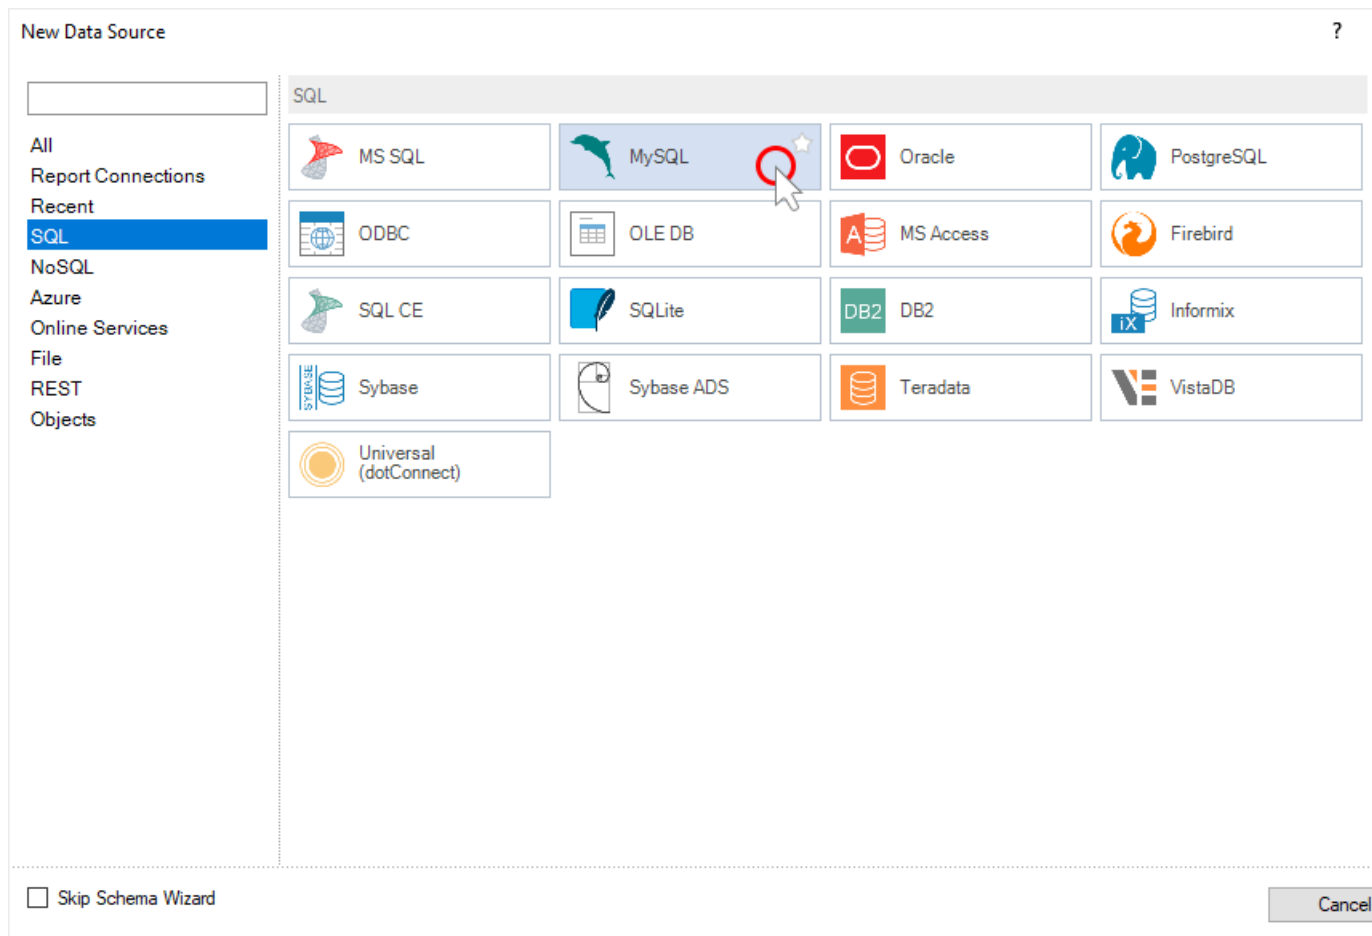 New Data Source
?
SQL
All
Report Connections
Recent
SQL
NoSQL
Azure
Online Services
File
REST
Objects
MS SQL
MySQL
Oracle
PostgreSQL
ODBC
OLE DB
A
MS Access
Firebird
SQL CE
SQLite
DB2
DB2
iX
Informix
SYBASE
Sybase
Sybase ADS
Teradata
VistaDB
Universal
(dotConnect)
Skip Schema Wizard
Cancel